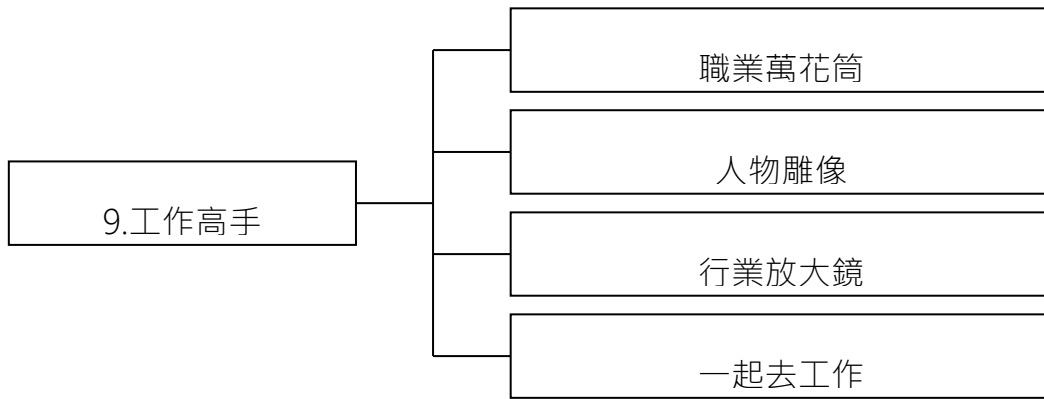 9.工作高手
職業萬花筒
人物雕像
行業放大鏡
一起去工作